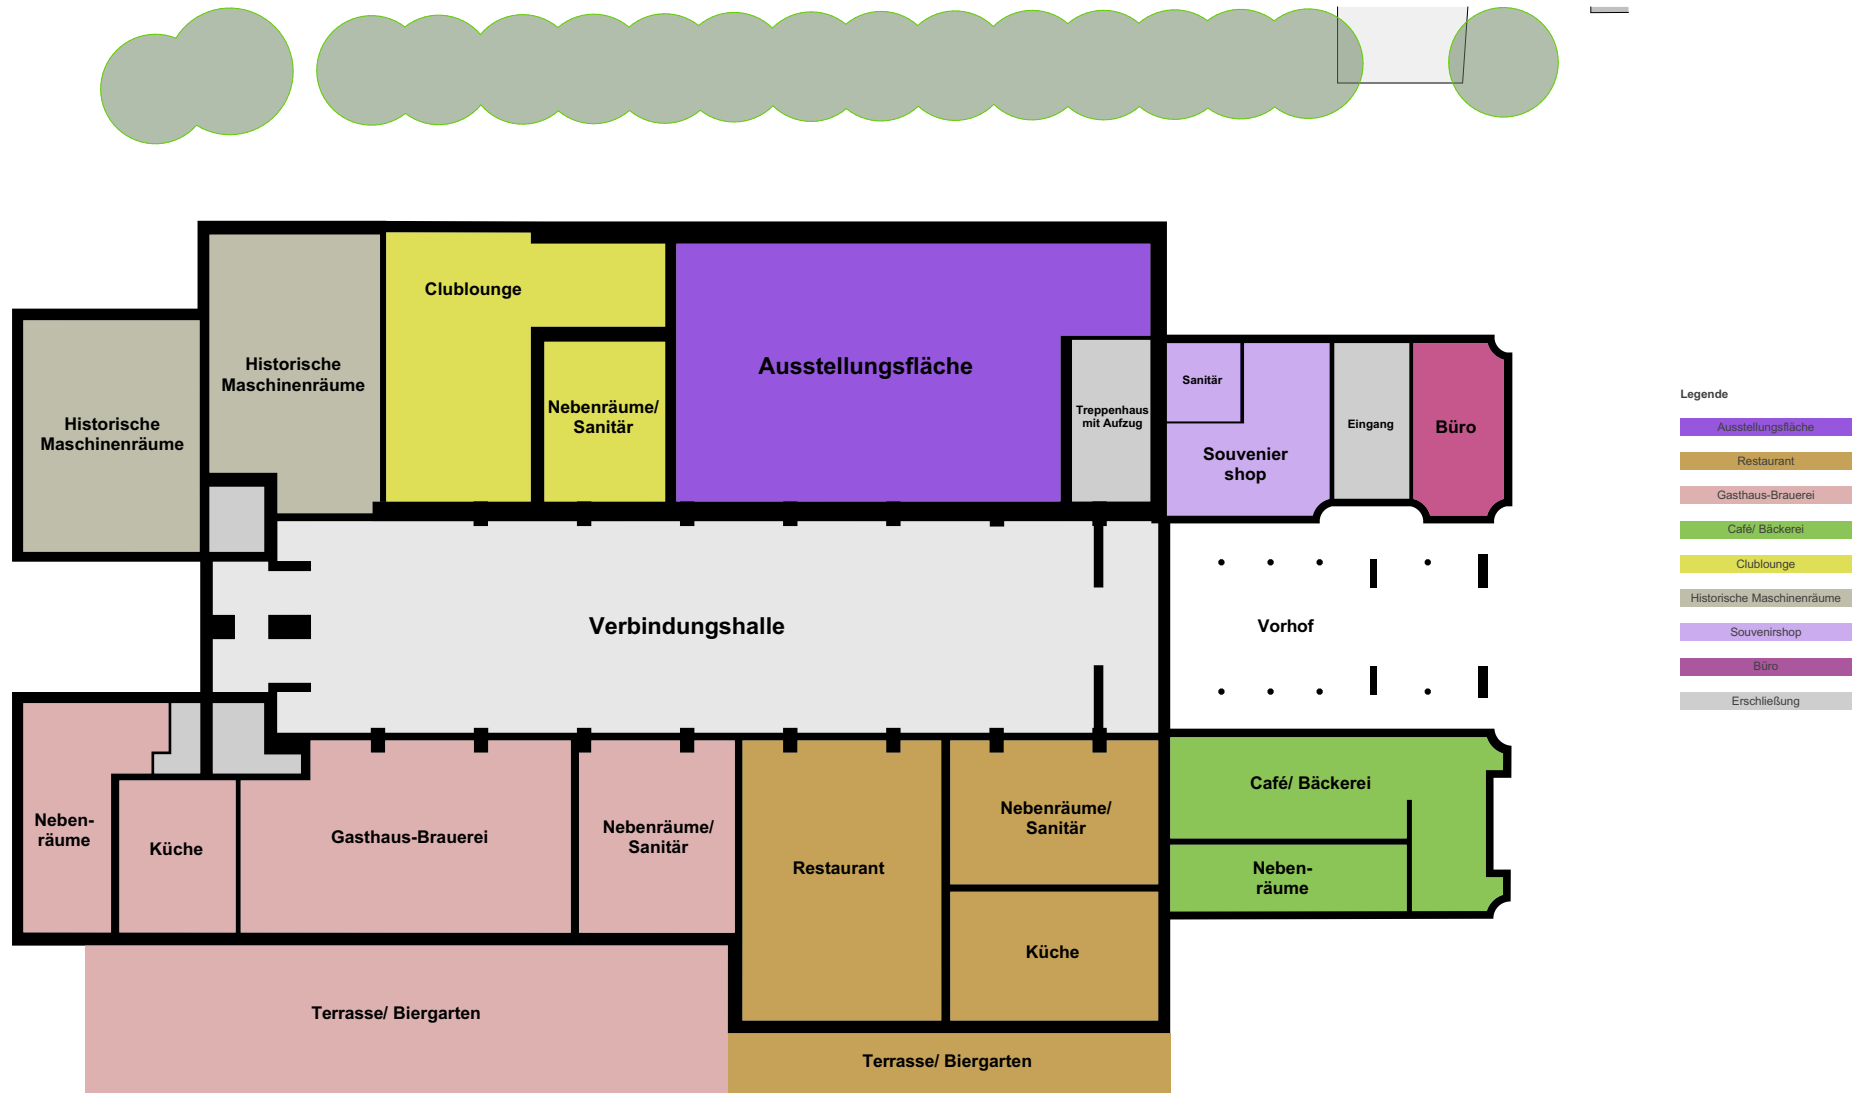 Clublounge
Historische
Maschinenräume
Ausstellungsfläche
Historische
Maschinenräume
Nebenräume/
Sanitär
Treppenhaus
mit Aufzug
Sanitär
Souvenier
shop
Eingang
Büro
Verbindungshalle
Vorhof
Neben-
räume
Küche
Gasthaus-Brauerei
Nebenräume/
Sanitär
Restaurant
Nebenräume/
Sanitär
Küche
Café/ Bäckerei
Neben-
räume
Terrasse/ Biergarten
Terrasse/ Biergarten
Legende
Ausstellungsfläche
Restaurant
Gasthaus-Brauerei
Café/ Bäckerei
Clublounge
Historische Maschinenräume
Souvenirshop
Büro
Erschließung